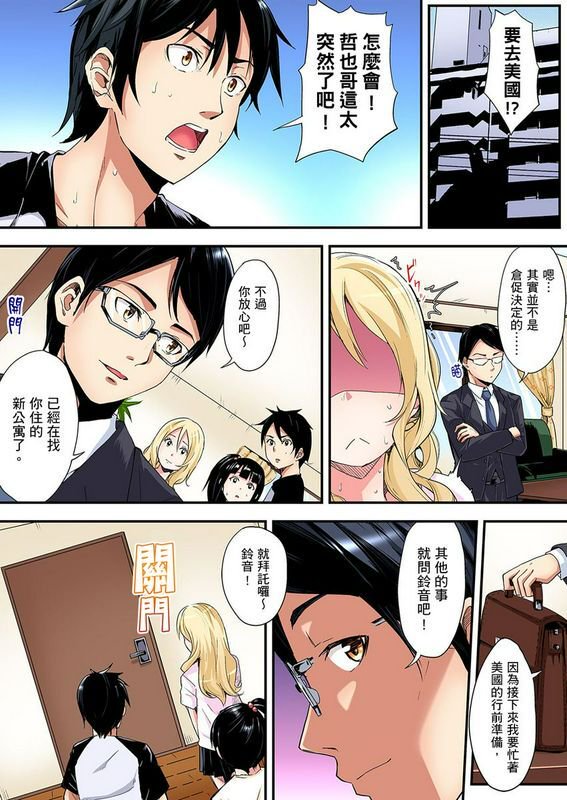 要去美國!?
怎麼會！
哲也哥這太
突然了吧！
嗯…
其實並不是
倉促決定的……
瞄
不過
你放心吧～
開門
已經在找
你住的
新公寓了。
因為接下來我要忙著
美國的行前準備，
其他的事
就問鈴音吧！
就拜託囉～
鈴音！
關門